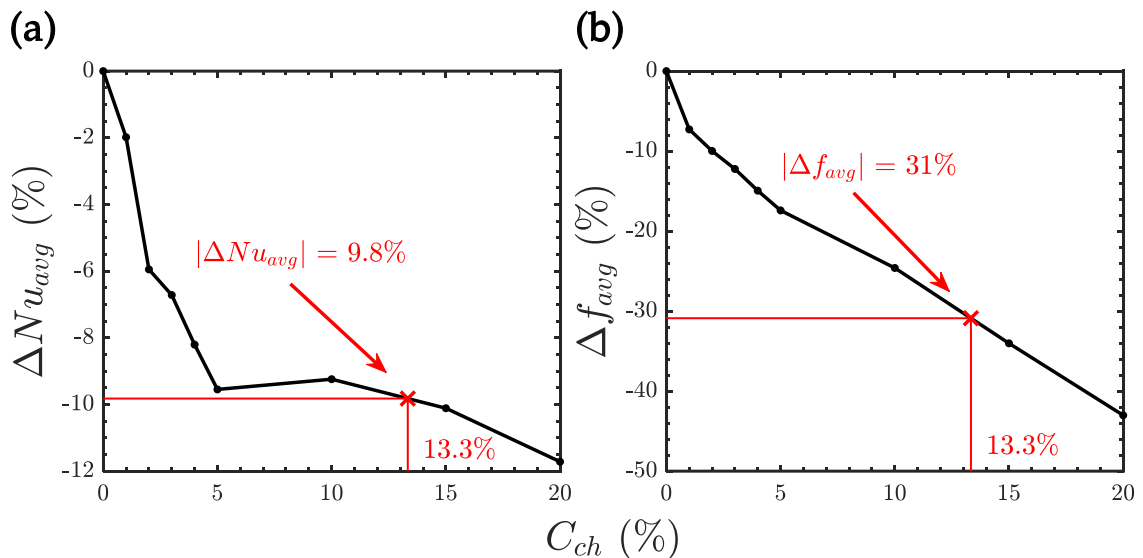 (a)
(b)
0
-2
-4
-6
-8
-10
-12
ΔNu_avg (%)
|ΔNu_avg| = 9.8%
13.3%
0 5 10 15 20
0
-10
-20
-30
-40
-50
Δf_avg (%)
|Δf_avg| = 31%
13.3%
0 5 10 15 20
C_ch (%)